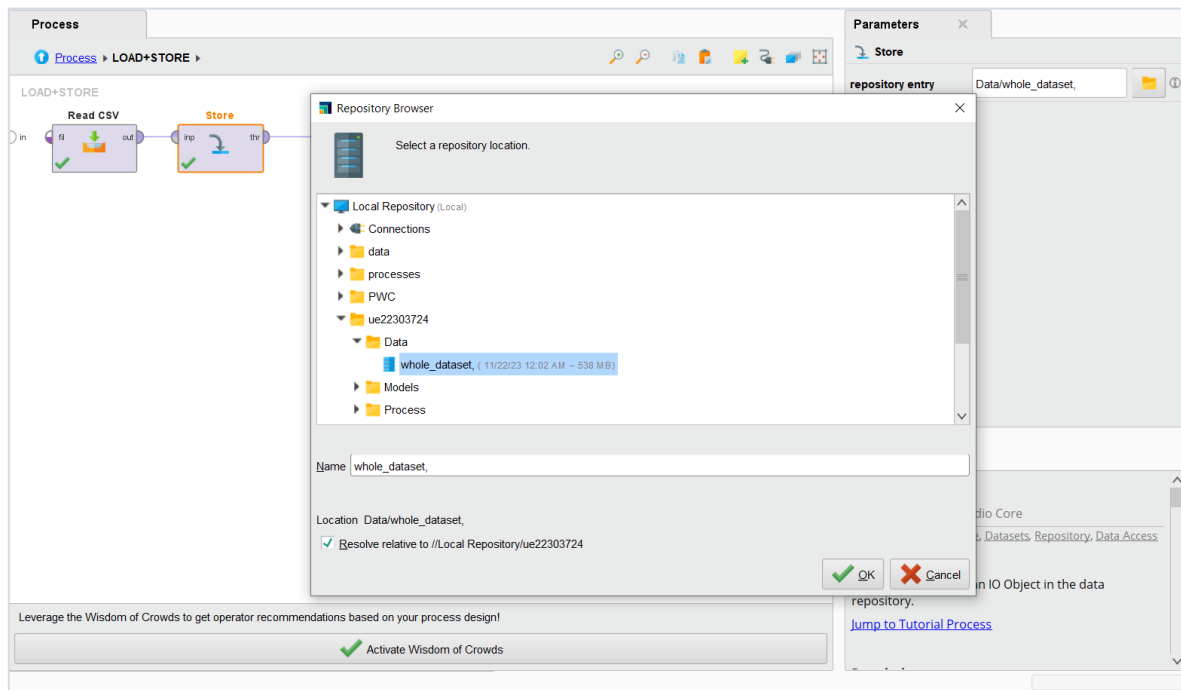 Process
Process ▸ LOAD+STORE ▸
LOAD+STORE
Read CSV
Store
in
fil
out
inp
thr
Parameters
Store
repository entry
Data/whole_dataset,
Repository Browser
Select a repository location.
Local Repository (Local)
Connections
data
processes
PWC
ue22303724
Data
whole_dataset, ( 11/22/23 12:02 AM – 538 MB)
Models
Process
Name whole_dataset,
Location Data/whole_dataset,
Resolve relative to //Local Repository/ue22303724
OK
Cancel
dio Core
, Datasets, Repository, Data Access
n IO Object in the data
repository.
Jump to Tutorial Process
Leverage the Wisdom of Crowds to get operator recommendations based on your process design!
Activate Wisdom of Crowds